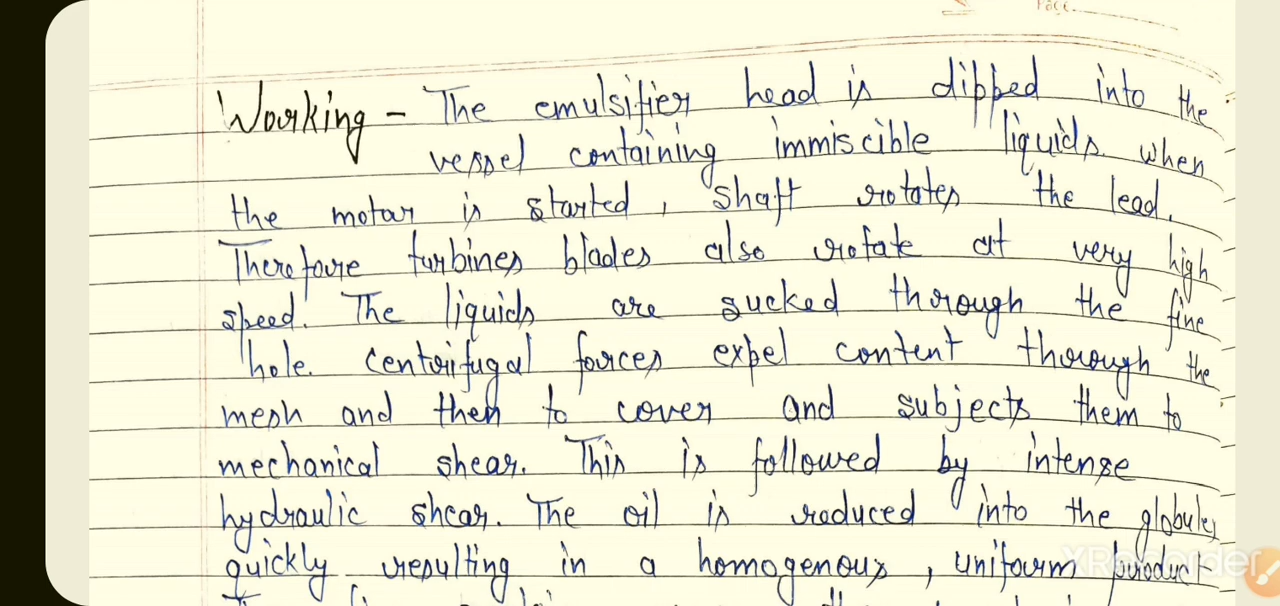 Working - The emulsifier head is dipped into the
vessel containing immiscible liquids. when
the motar is started, shaft rotates the lead.
Therefore turbines blades also rotate at very high
speed. The liquids are sucked through the fine
hole. centrifugal forces expel content through the
mesh and then to cover and subjects them to
mechanical shear. This is followed by intense
hydraulic shear. The oil is reduced into the globules
quickly resulting in a homogenous, uniform product
XRecorder